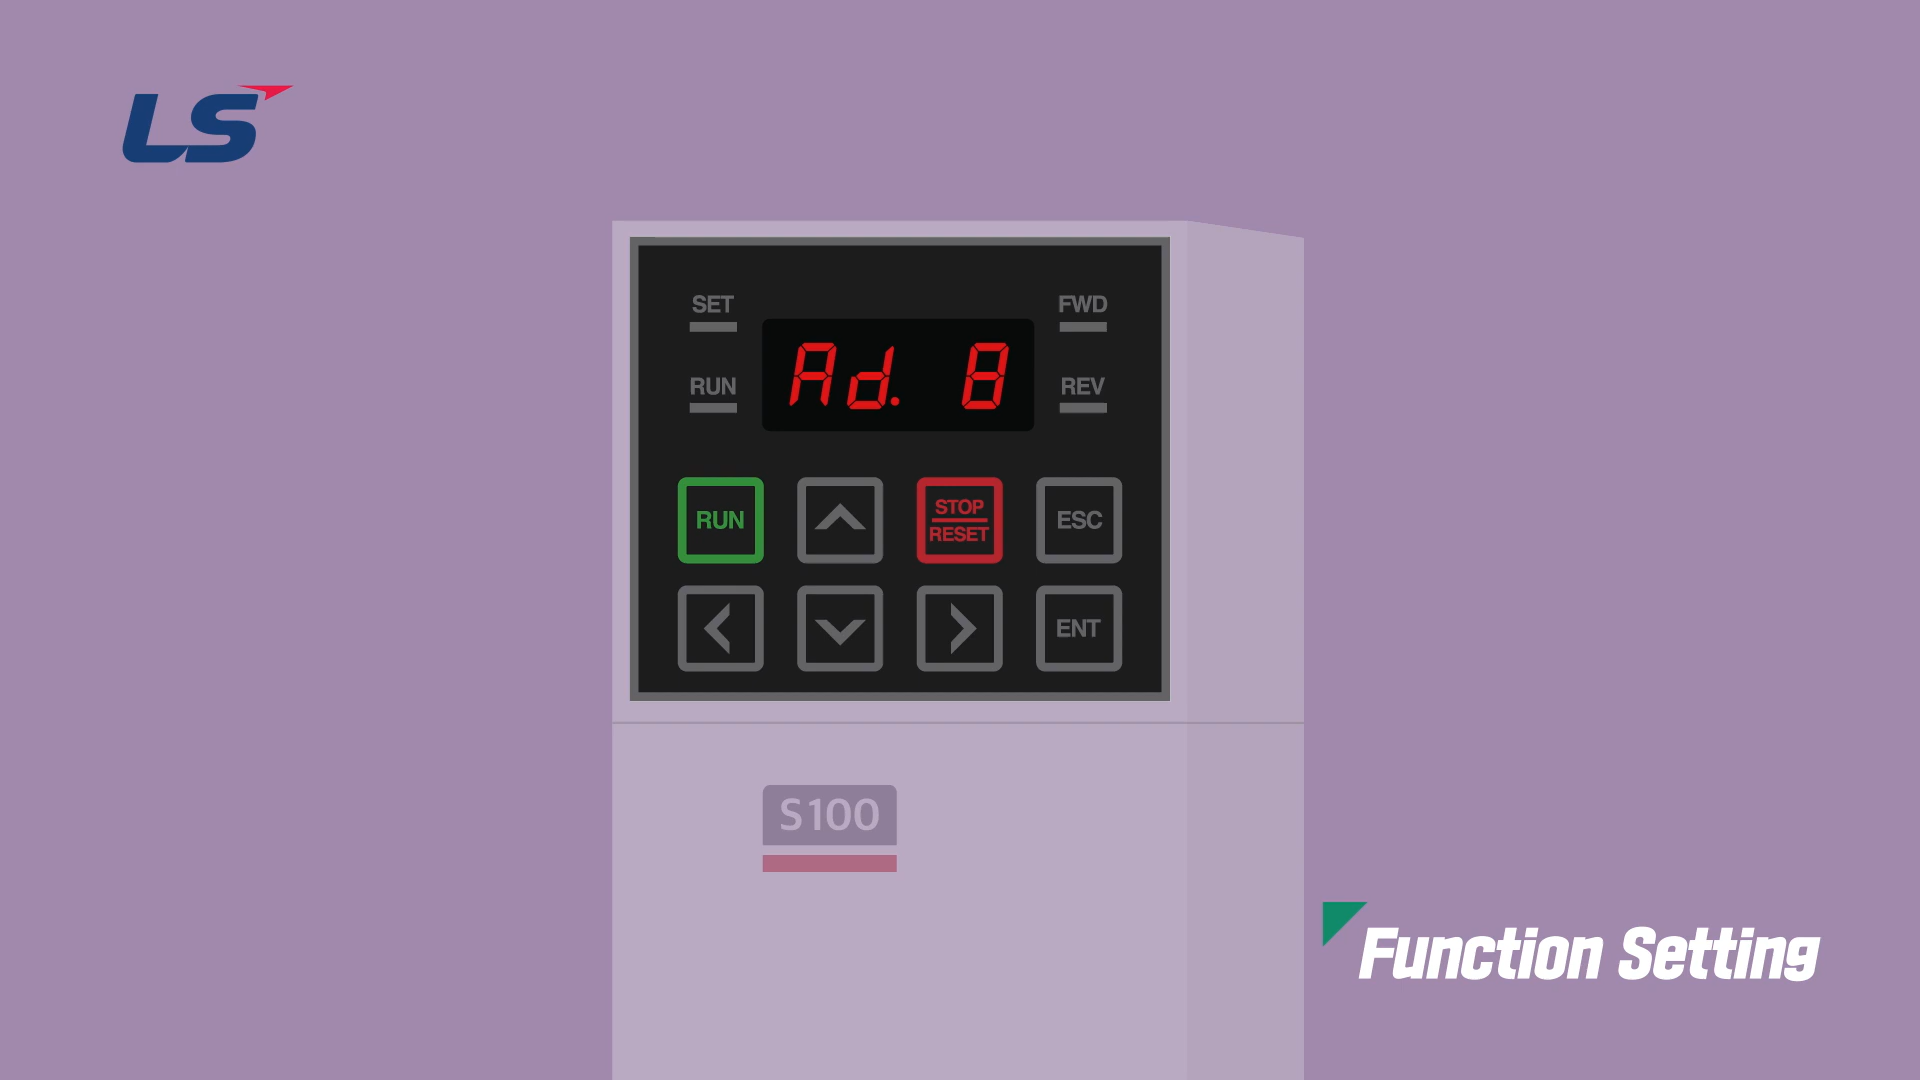 LS
SET
FWD
Ad. 8
RUN
REV
RUN
STOP
RESET
ESC
ENT
S100
Function Setting